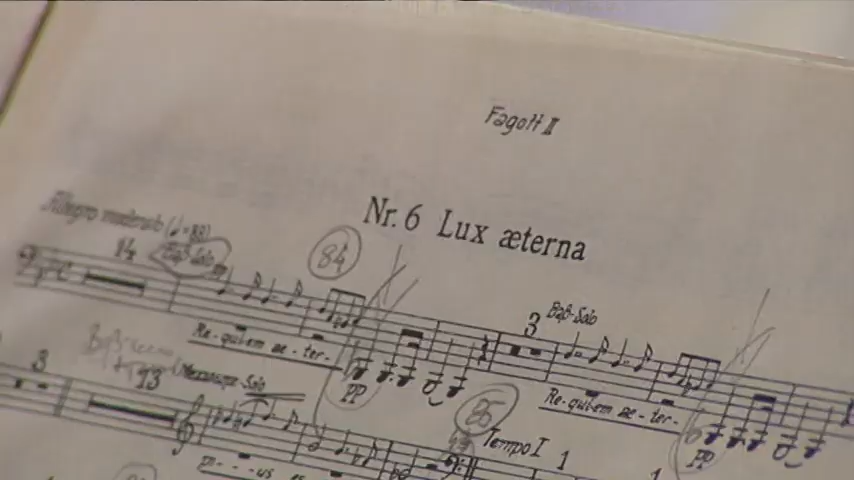 Fagott II
Nr. 6 Lux æterna
Allegro moderato (♩=88)
14 Baß-Solo 84
3 Baß-Solo
Re-qui-em ae-ter-
Re-qui-em ae-ter-
PP
PP
3
13 Mezzosopr. Solo
85
Tempo I 1
1